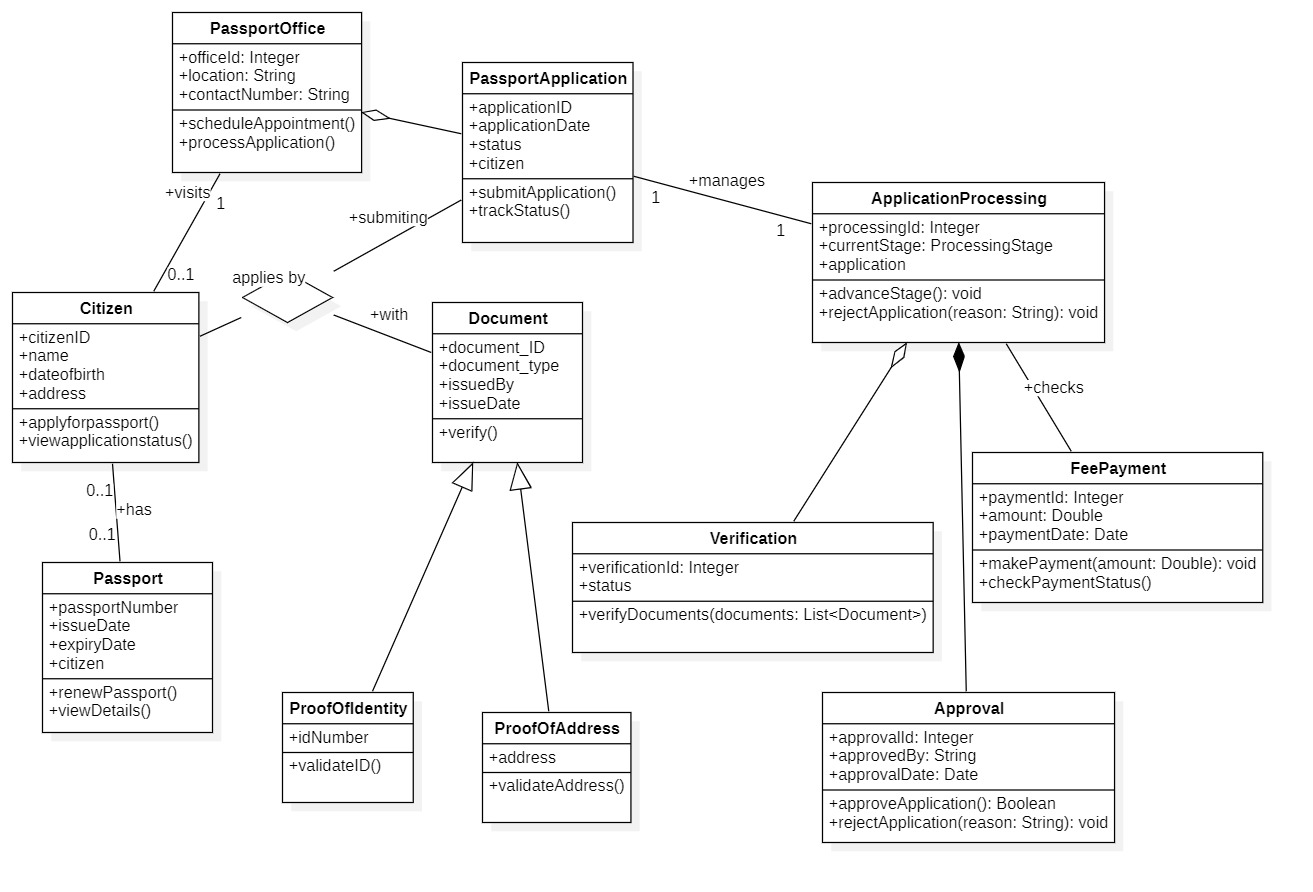 PassportOffice
+officeId: Integer
+location: String
+contactNumber: String
+scheduleAppointment()
+processApplication()
PassportApplication
+applicationID
+applicationDate
+status
+citizen
+submitApplication()
+trackStatus()
+visits
1
0..1
+submiting
applies by
+with
+manages
1
1
ApplicationProcessing
+processingId: Integer
+currentStage: ProcessingStage
+application
+advanceStage(): void
+rejectApplication(reason: String): void
Citizen
+citizenID
+name
+dateofbirth
+address
+applyforpassport()
+viewapplicationstatus()
Document
+document_ID
+document_type
+issuedBy
+issueDate
+verify()
+checks
0..1
+has
0..1
FeePayment
+paymentId: Integer
+amount: Double
+paymentDate: Date
+makePayment(amount: Double): void
+checkPaymentStatus()
Verification
+verificationId: Integer
+status
+verifyDocuments(documents: List<Document>)
Passport
+passportNumber
+issueDate
+expiryDate
+citizen
+renewPassport()
+viewDetails()
ProofOfIdentity
+idNumber
+validateID()
ProofOfAddress
+address
+validateAddress()
Approval
+approvalId: Integer
+approvedBy: String
+approvalDate: Date
+approveApplication(): Boolean
+rejectApplication(reason: String): void